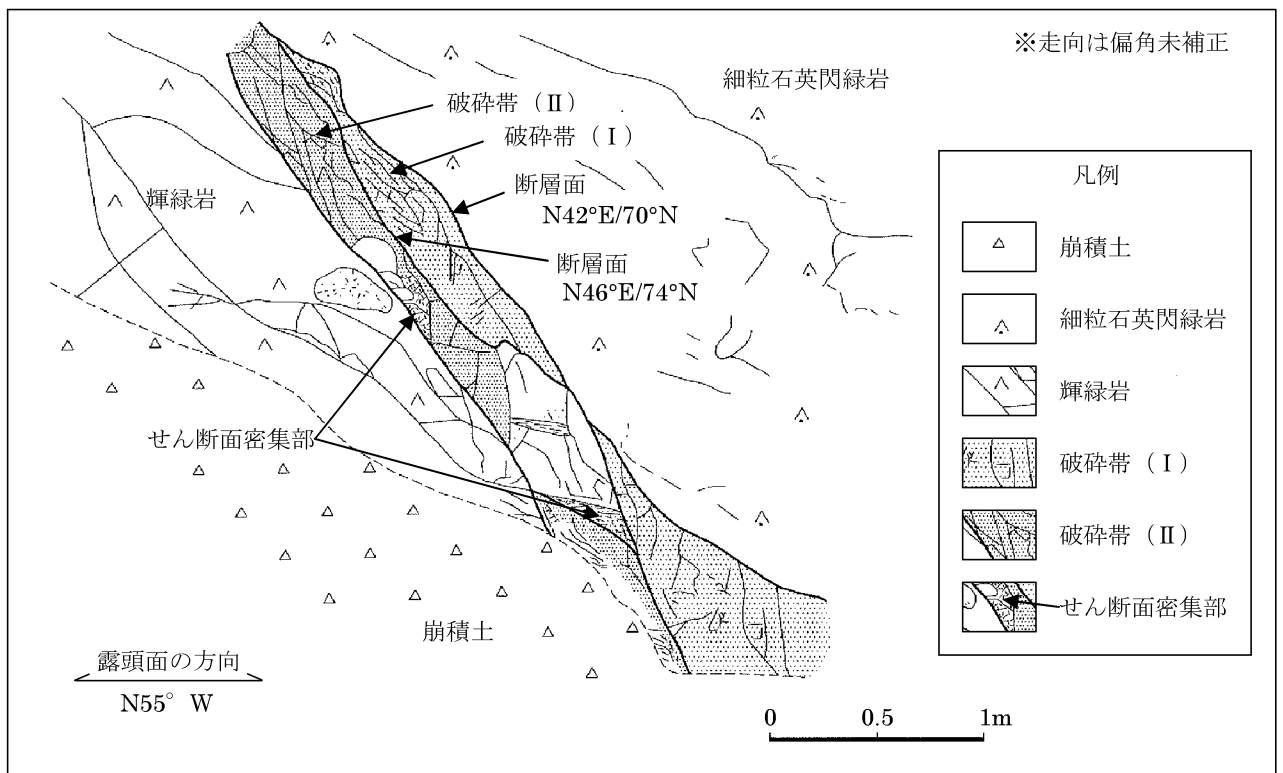 ※走向は偏角未補正
細粒石英閃緑岩
破砕帯（Ⅱ）
破砕帯（Ⅰ）
断層面
N42°E/70°N
輝緑岩
断層面
N46°E/74°N
せん断面密集部
崩積土
露頭面の方向
N55° W
0 0.5 1m
凡例
崩積土
細粒石英閃緑岩
輝緑岩
破砕帯（Ⅰ）
破砕帯（Ⅱ）
せん断面密集部